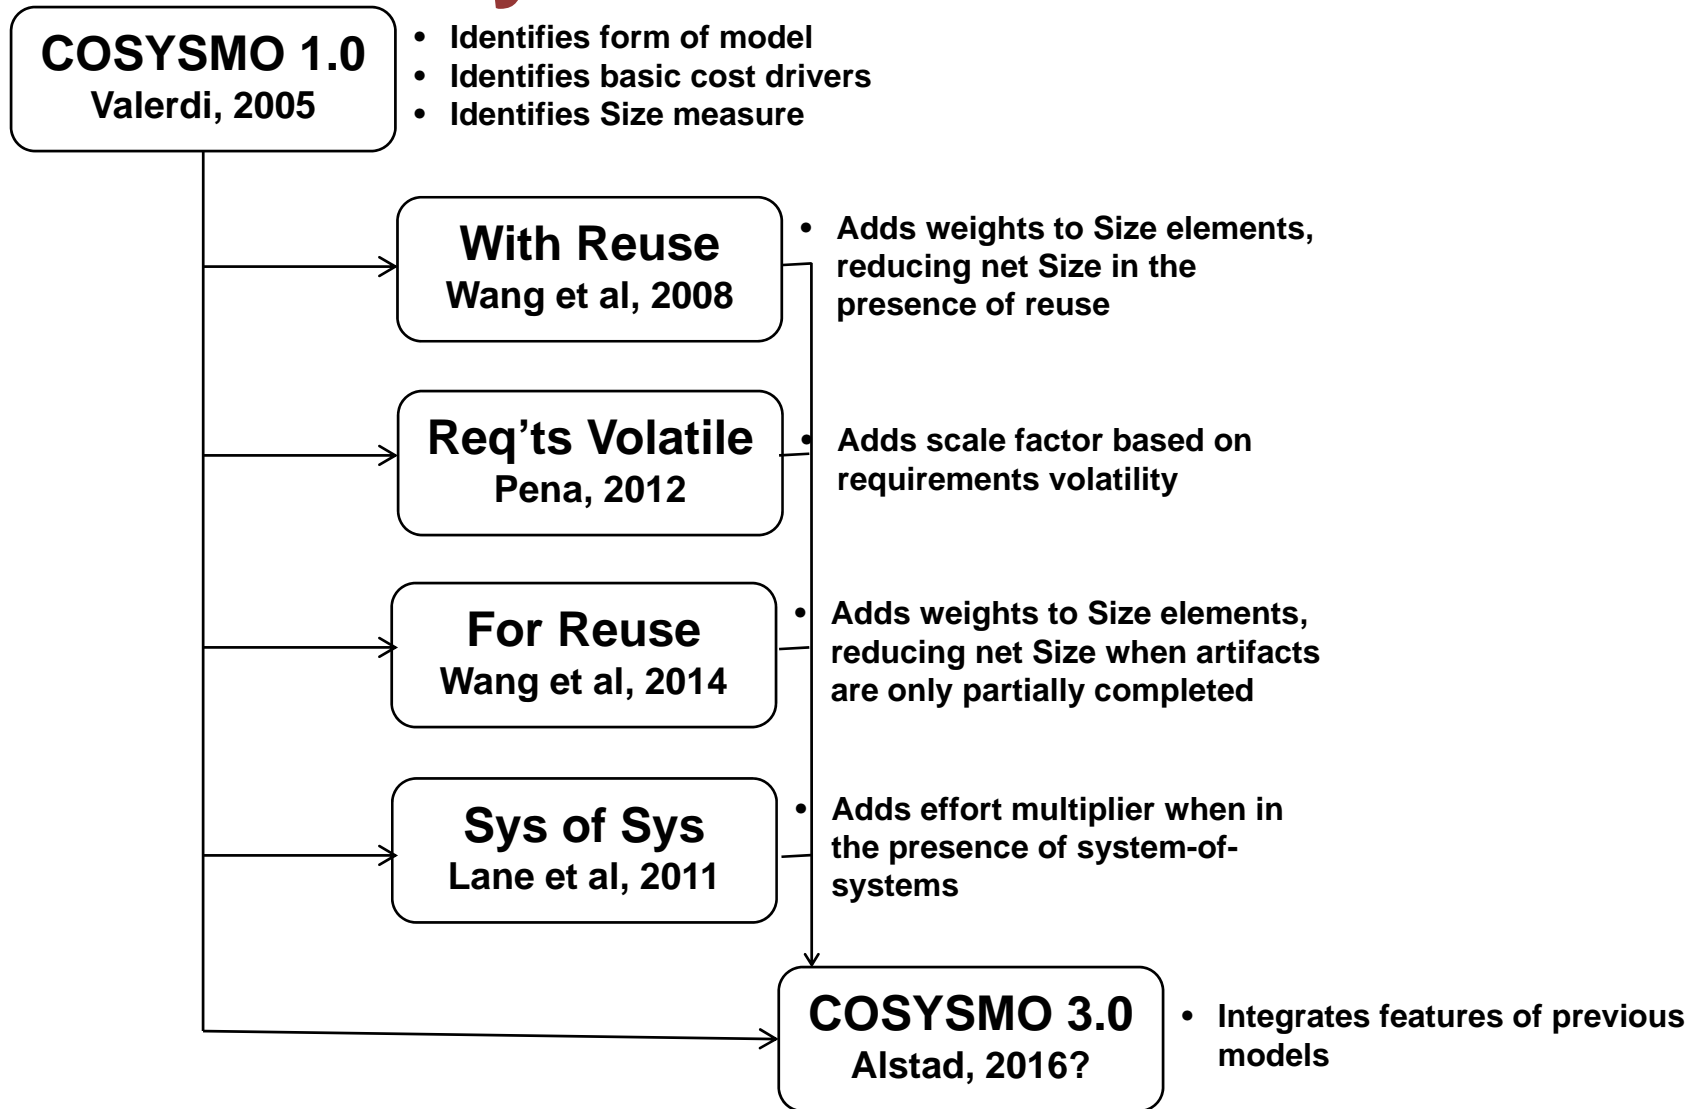 COSYSMO 1.0
Valerdi, 2005
• Identifies form of model
• Identifies basic cost drivers
• Identifies Size measure
With Reuse
Wang et al, 2008
• Adds weights to Size elements,
reducing net Size in the
presence of reuse
Req’ts Volatile
Pena, 2012
• Adds scale factor based on
requirements volatility
For Reuse
Wang et al, 2014
• Adds weights to Size elements,
reducing net Size when artifacts
are only partially completed
Sys of Sys
Lane et al, 2011
• Adds effort multiplier when in
the presence of system-of-
systems
COSYSMO 3.0
Alstad, 2016?
• Integrates features of previous
models